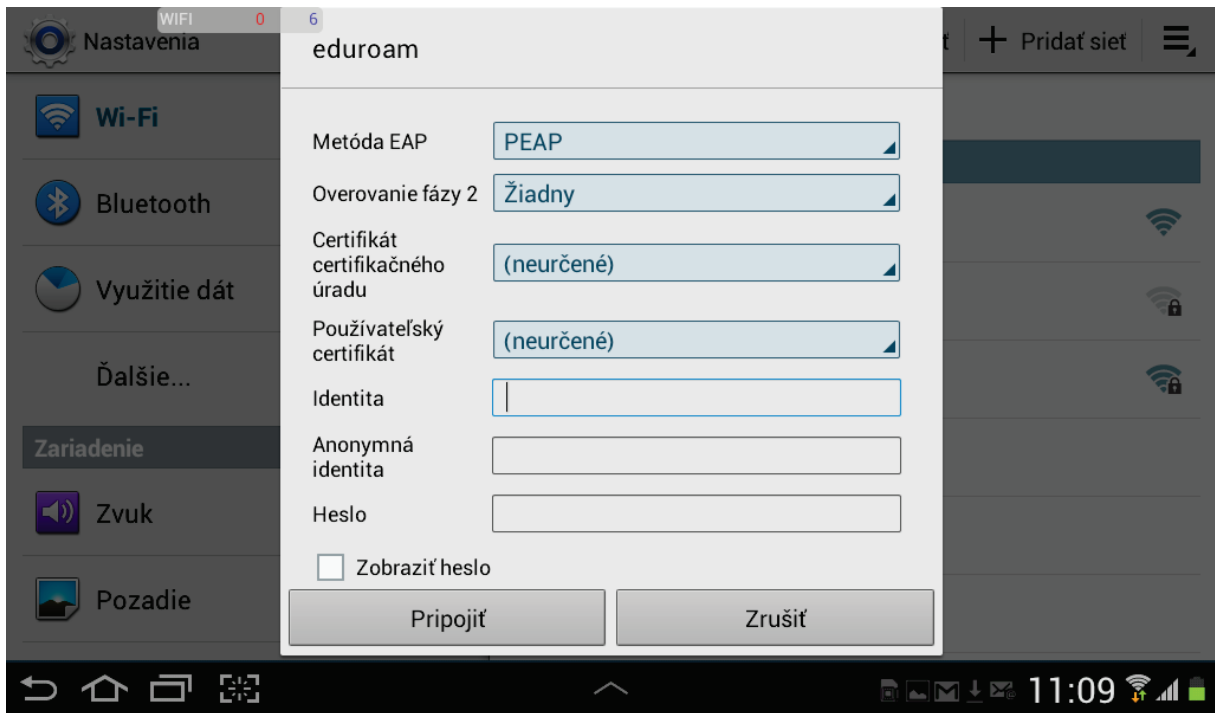 WIFI 0 6
Nastavenia
ť
Pridať sieť
Wi-Fi
Bluetooth
Využitie dát
Ďalšie...
Zariadenie
Zvuk
Pozadie
eduroam
Metóda EAP
PEAP
Overovanie fázy 2
Žiadny
Certifikát
certifikačného
úradu
(neurčené)
Používateľský
certifikát
(neurčené)
Identita
Anonymná
identita
Heslo
Zobraziť heslo
Pripojiť
Zrušiť
11:09